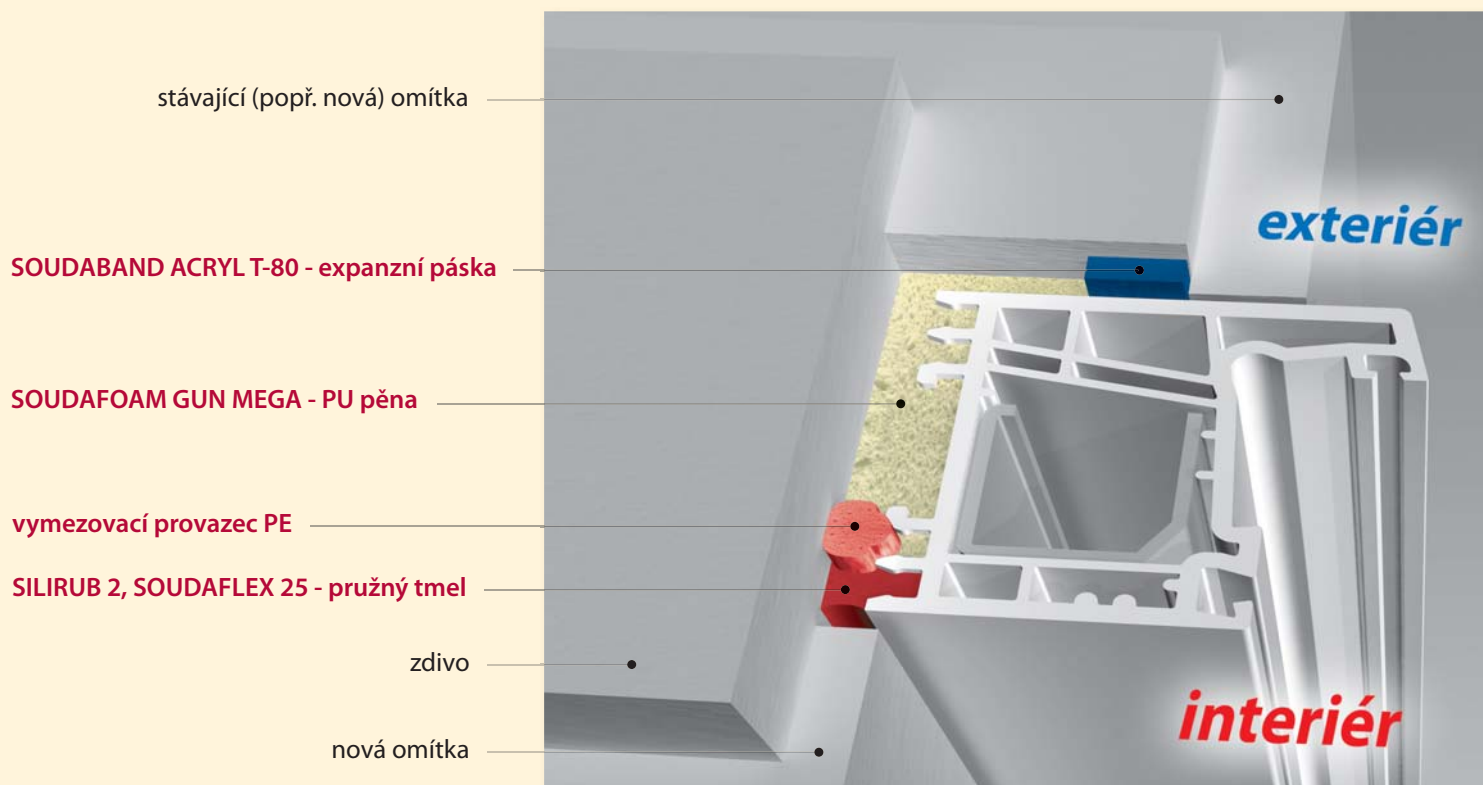 stávající (popř. nová) omítka
exteriér
SOUDABAND ACRYL T-80 - expanzní páska
SOUDAFOAM GUN MEGA - PU pěna
vymezovací provazec PE
SILIRUB 2, SOUDAFLEX 25 - pružný tmel
zdivo
interiér
nová omítka